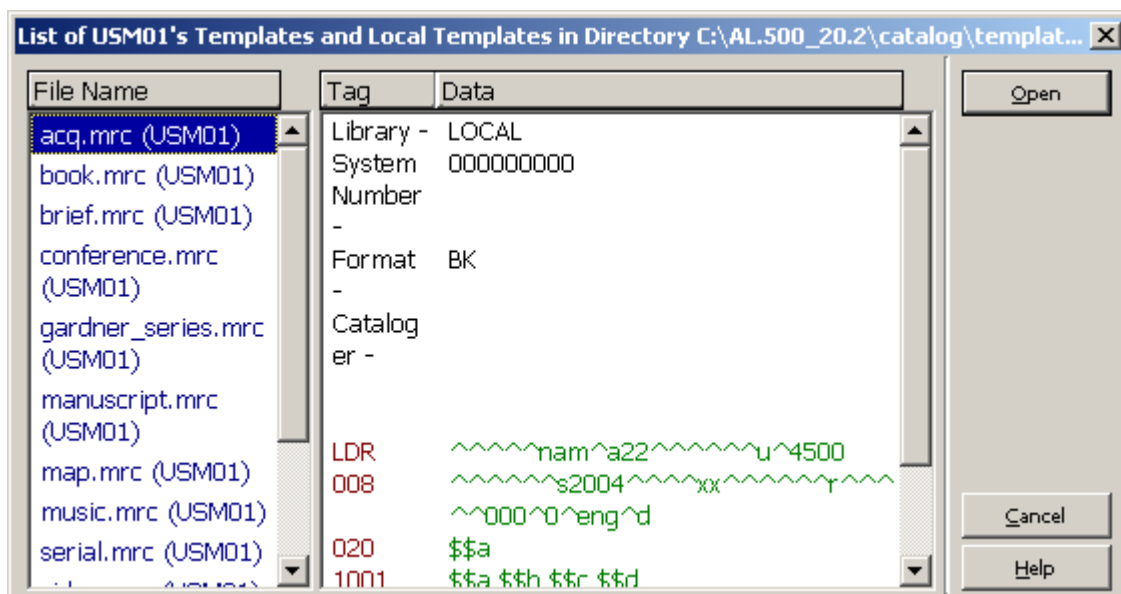 List of USM01's Templates and Local Templates in Directory C:\AL.500_20.2\catalog\templat...
File Name
acq.mrc (USM01)
book.mrc (USM01)
brief.mrc (USM01)
conference.mrc
(USM01)
gardner_series.mrc
(USM01)
manuscript.mrc
(USM01)
map.mrc (USM01)
music.mrc (USM01)
serial.mrc (USM01)
Tag Data
Library - LOCAL
System 000000000
Number
-
Format BK
-
Catalog
er -
LDR ^^^^^nam^a22^^^^^^u^4500
008 ^^^^^^s2004^^^^xx^^^^^^r^^^
^^000^0^eng^d
020 $$a
1001 $$a $$b $$c $$d
Open
Cancel
Help